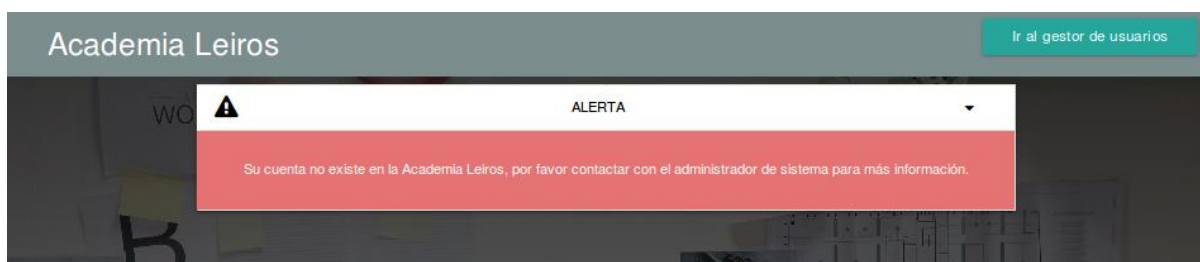 Academia Leiros
Ir al gestor de usuarios
WO
ALERTA
Su cuenta no existe en la Academia Leiros, por favor contactar con el administrador de sistema para más información.
B